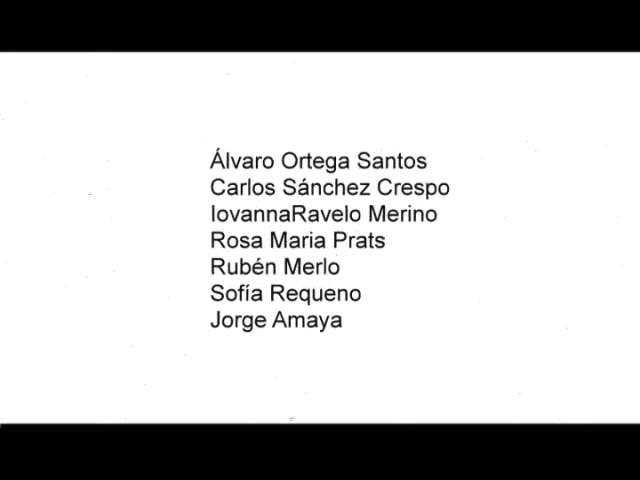 Álvaro Ortega Santos
Carlos Sánchez Crespo
IovannaRavelo Merino
Rosa Maria Prats
Rubén Merlo
Sofía Requeno
Jorge Amaya